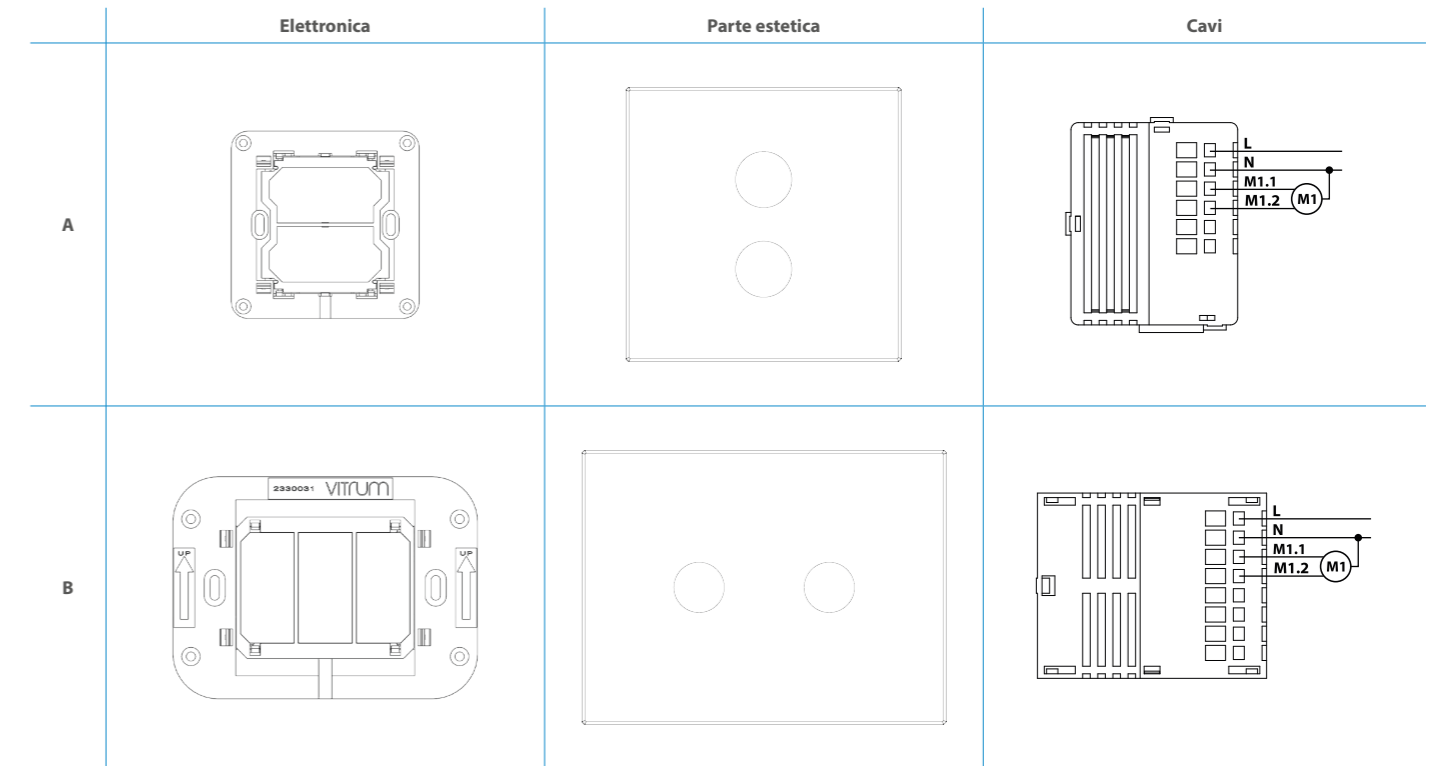 Elettronica
Parte estetica
Cavi
A
L
N
M1.1
M1.2
M1
B
2330031 VITrUM
UP
UP
L
N
M1.1
M1.2
M1